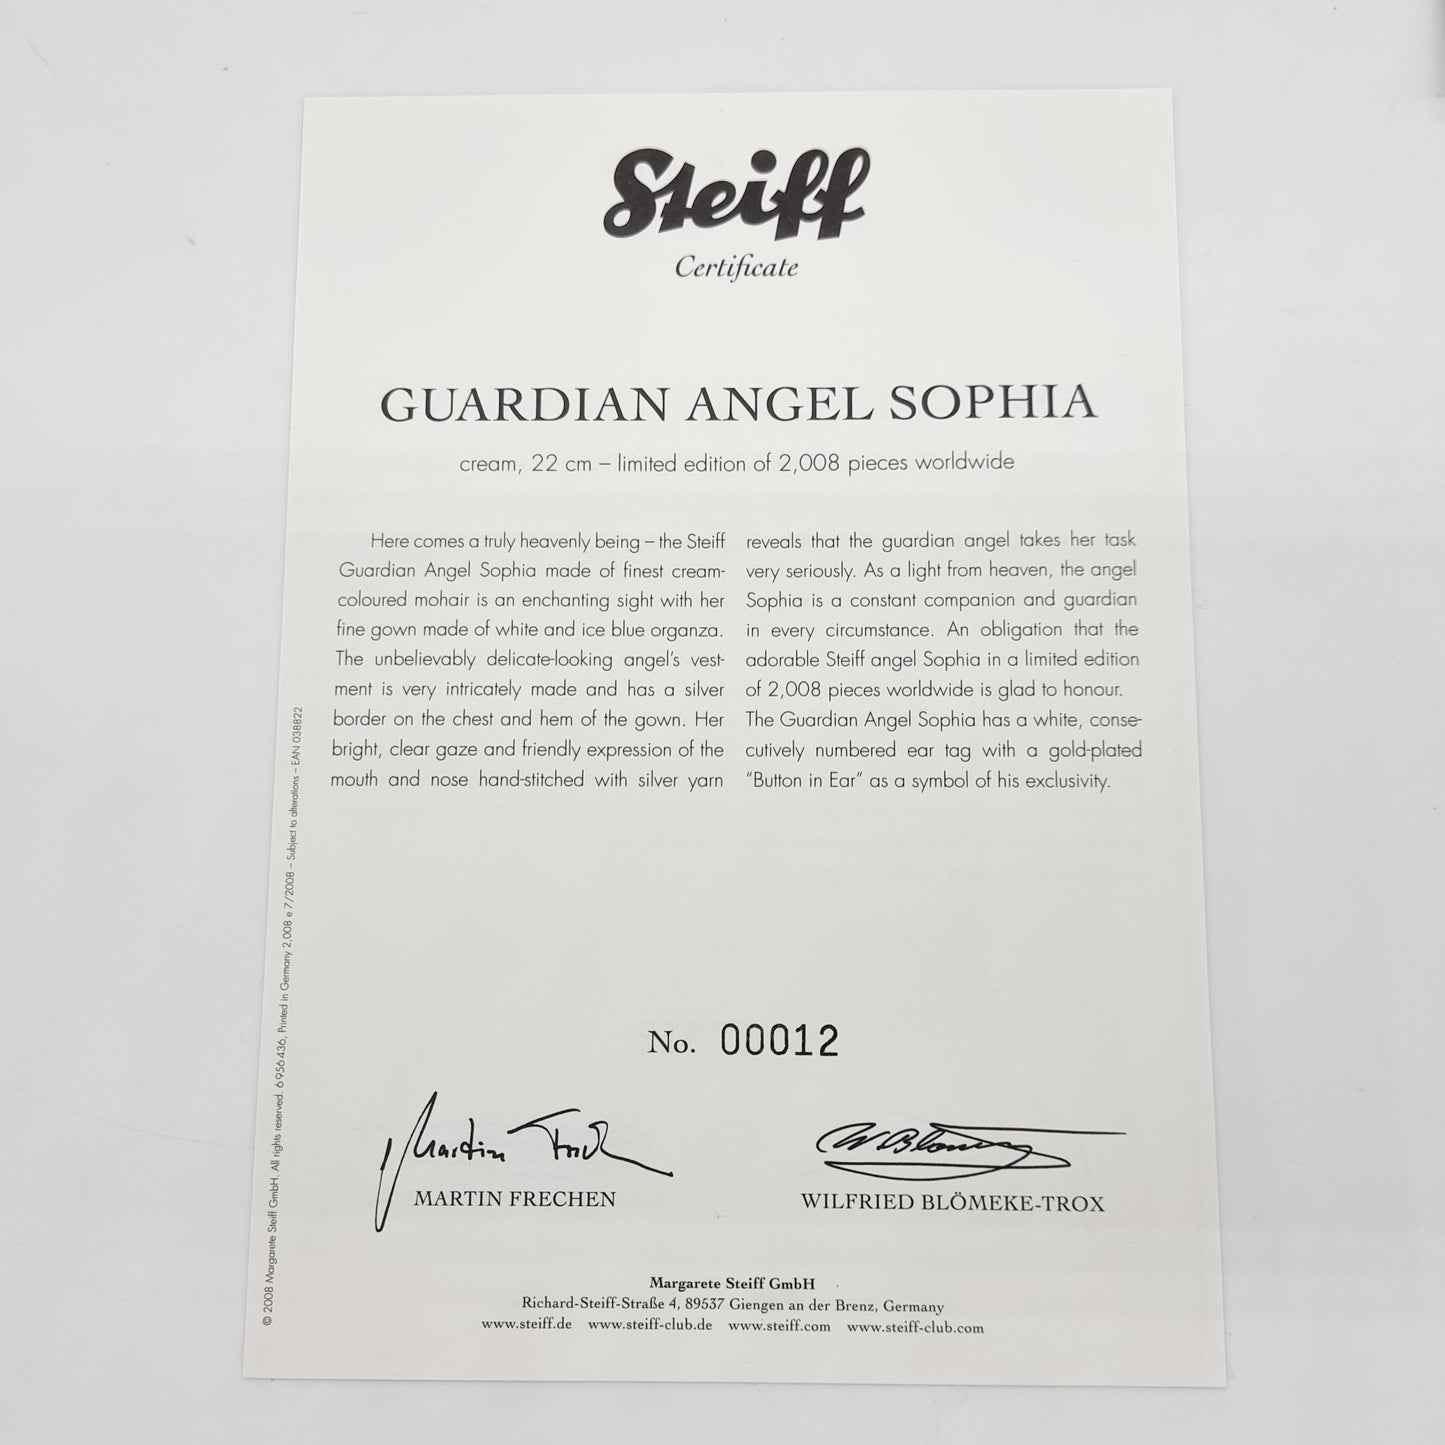 Steiff
Certificate
GUARDIAN ANGEL SOPHIA
cream, 22 cm – limited edition of 2,008 pieces worldwide
Here comes a truly heavenly being – the Steiff
Guardian Angel Sophia made of finest cream-
coloured mohair is an enchanting sight with her
fine gown made of white and ice blue organza.
The unbelievably delicate-looking angel's vest-
ment is very intricately made and has a silver
border on the chest and hem of the gown. Her
bright, clear gaze and friendly expression of the
mouth and nose hand-stitched with silver yarn
reveals that the guardian angel takes her task
very seriously. As a light from heaven, the angel
Sophia is a constant companion and guardian
in every circumstance. An obligation that the
adorable Steiff angel Sophia in a limited edition
of 2,008 pieces worldwide is glad to honour.
The Guardian Angel Sophia has a white, conse-
cutively numbered ear tag with a gold-plated
“Button in Ear” as a symbol of his exclusivity.
© 2008 Margarete Steiff GmbH. All rights reserved. 6 956 436, Printed in Germany 2,008 e 7/2008 – Subject to alterations – EAN 038822
No. 00012
Martin
MARTIN FRECHEN
WILFRIED BLÖMEKE-TROX
Margarete Steiff GmbH
Richard-Steiff-Straße 4, 89537 Giengen an der Brenz, Germany
www.steiff.de www.steiff-club.de www.steiff.com www.steiff-club.com